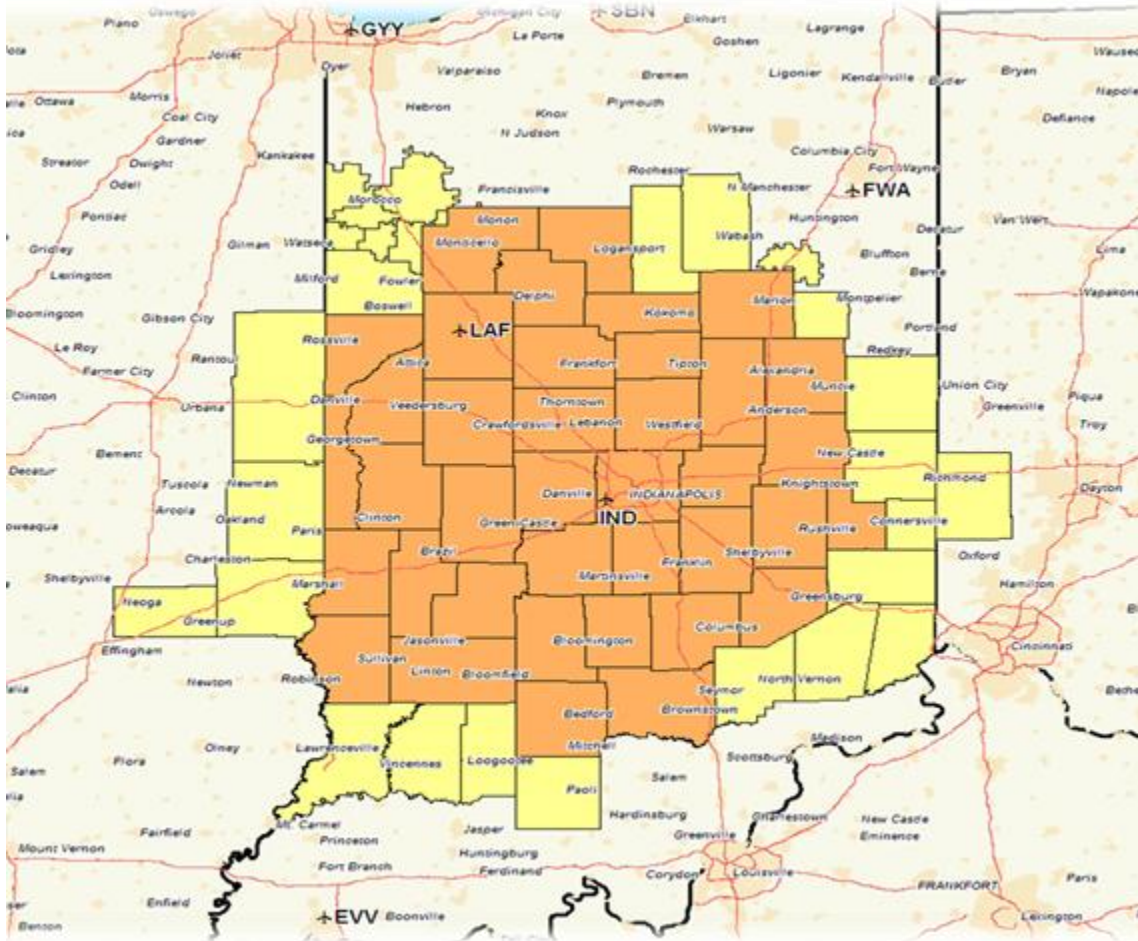 Plano
Oswego
Michigan City
SBN
Elkhart
Lagrange
GYY
La Porte
Goshen
Wause
Joliet
Dyer
Valparaiso
Bremen
Ligonier
Kendallville
Butler
Bryan
Napole
Ottawa
Morris
Coal City
Hebron
Knox
Plymouth
Defiance
Gardner
N Judson
Warsaw
Columbia City
Streator
Dwight
Kankakee
Rochester
Fort Wayne
Odell
Morocco
Francisville
N Manchester
FWA
Pontiac
Monon
Huntington
Van Wert
Gridley
Gilman
Watseka
Monticello
Logansport
Wabash
Decatur
Lima
Lexington
Milford
Fowler
Delphi
Marion
Bluffton
Berne
Wapakone
Bloomington
Gibson City
Boswell
Kokomo
Montpelier
Le Roy
Rantoul
Rossville
LAF
Portland
Farmer City
Attica
Frankfort
Tipton
Alexandria
Redkey
Clinton
Urbana
Danville
Veedersburg
Thorntown
Muncie
Union City
Greenville
Piqua
Georgetown
Crawfordsville
Lebanon
Westfield
Anderson
Troy
Decatur
Bement
Tuscola
Newman
Danville
INDIANAPOLIS
New Castle
Knightstown
Richmond
Dayton
oweaqua
Arcola
Oakland
Paris
Clinton
GreenCastle
IND
Rushville
Connersville
Shelbyville
Charleston
Marshall
Brazil
Martinsville
Franklin
Shelbyville
Oxford
Hamilton
Neoga
Greenup
Greensburg
Effingham
Jasonville
Bloomington
Columbus
Cincinnati
Newton
Robinson
Sullivan
Linton
Bloomfield
Seymor
North Vernon
Bethe
Bedford
Brownstown
Olney
Lawrenceville
Mitchell
Madison
Salem
Flora
Vincennes
Loogootee
Paoli
Salem
Scottsburg
Fairfield
Mt. Carmel
Princeton
Jasper
Hardinsburg
Charlestown
New Castle
Eminence
Mount Vernon
Fort Branch
Huntingburg
Ferdinand
Greenville
Corydon
Louisville
FRANKFORT
Paris
Enfield
EVV
Boonville
Lexington
Benton